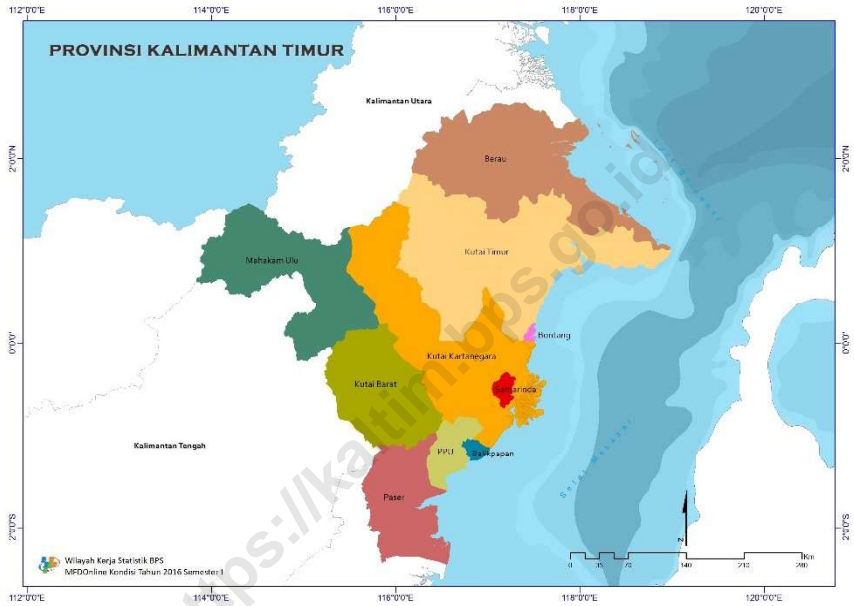 112°0'0"E
114°0'0"E
116°0'0"E
118°0'0"E
120°0'0"E
PROVINSI KALIMANTAN TIMUR
Kalimantan Utara
2°0'0"N
2°0'0"N
Berau
Kutai Timur
Mahakam Ulu
0°0'0"
0°0'0"
Bontang
Kutai Kartanegara
Kutai Barat
Samarinda
Kalimantan Tengah
PPU
Balikpapan
Selat Makasar
Paser
2°0'0"S
2°0'0"S
N
Km
0 35 70 140 210 280
Wilayah Kerja Statistik BPS
MFDOnline Kondisi Tahun 2016 Semester I
112°0'0"E
114°0'0"E
116°0'0"E
118°0'0"E
120°0'0"E
https://kaltim.bps.go.id